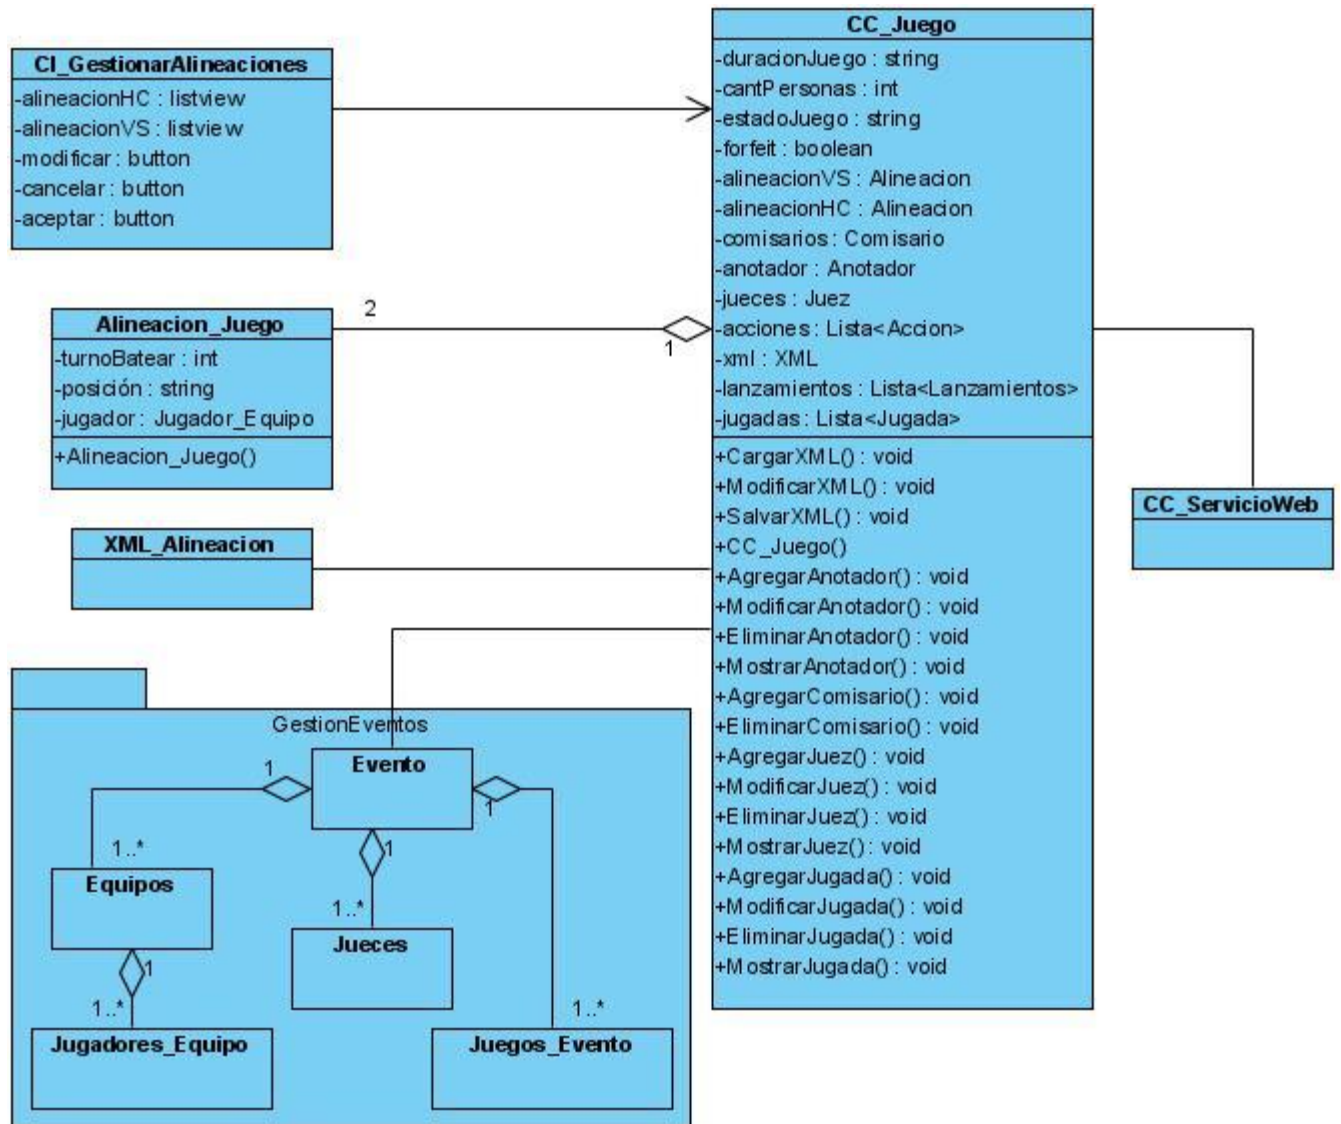 CI_GestionarAlineaciones
-alineacionHC : listview
-alineacionVS : listview
-modificar : button
-cancelar : button
-aceptar : button
CC_Juego
-duracionJuego : string
-cantPersonas : int
-estadoJuego : string
-forfeit : boolean
-alineacionVS : Alineacion
-alineacionHC : Alineacion
-comisarios : Comisario
-anotador : Anotador
-jueces : Juez
-acciones : Lista<Accion>
-xml : XML
-lanzamientos : Lista<Lanzamientos>
-jugadas : Lista<Jugada>
+CargarXML() : void
+ModificarXML() : void
+SalvarXML() : void
+CC_Juego()
+AgregarAnotador() : void
+ModificarAnotador() : void
+EliminarAnotador() : void
+MostrarAnotador() : void
+AgregarComisario() : void
+EliminarComisario() : void
+AgregarJuez() : void
+ModificarJuez() : void
+EliminarJuez() : void
+MostrarJuez() : void
+AgregarJugada() : void
+ModificarJugada() : void
+EliminarJugada() : void
+MostrarJugada() : void
2
1
Alineacion_Juego
-turnoBatear : int
-posición : string
-jugador : Jugador_Equipo
+Alineacion_Juego()
CC_ServicioWeb
XML_Alineacion
GestionEventos
Evento
1
1
1
1..*
Equipos
1..*
Jueces
1
1..*
Jugadores_Equipo
1..*
Juegos_Evento